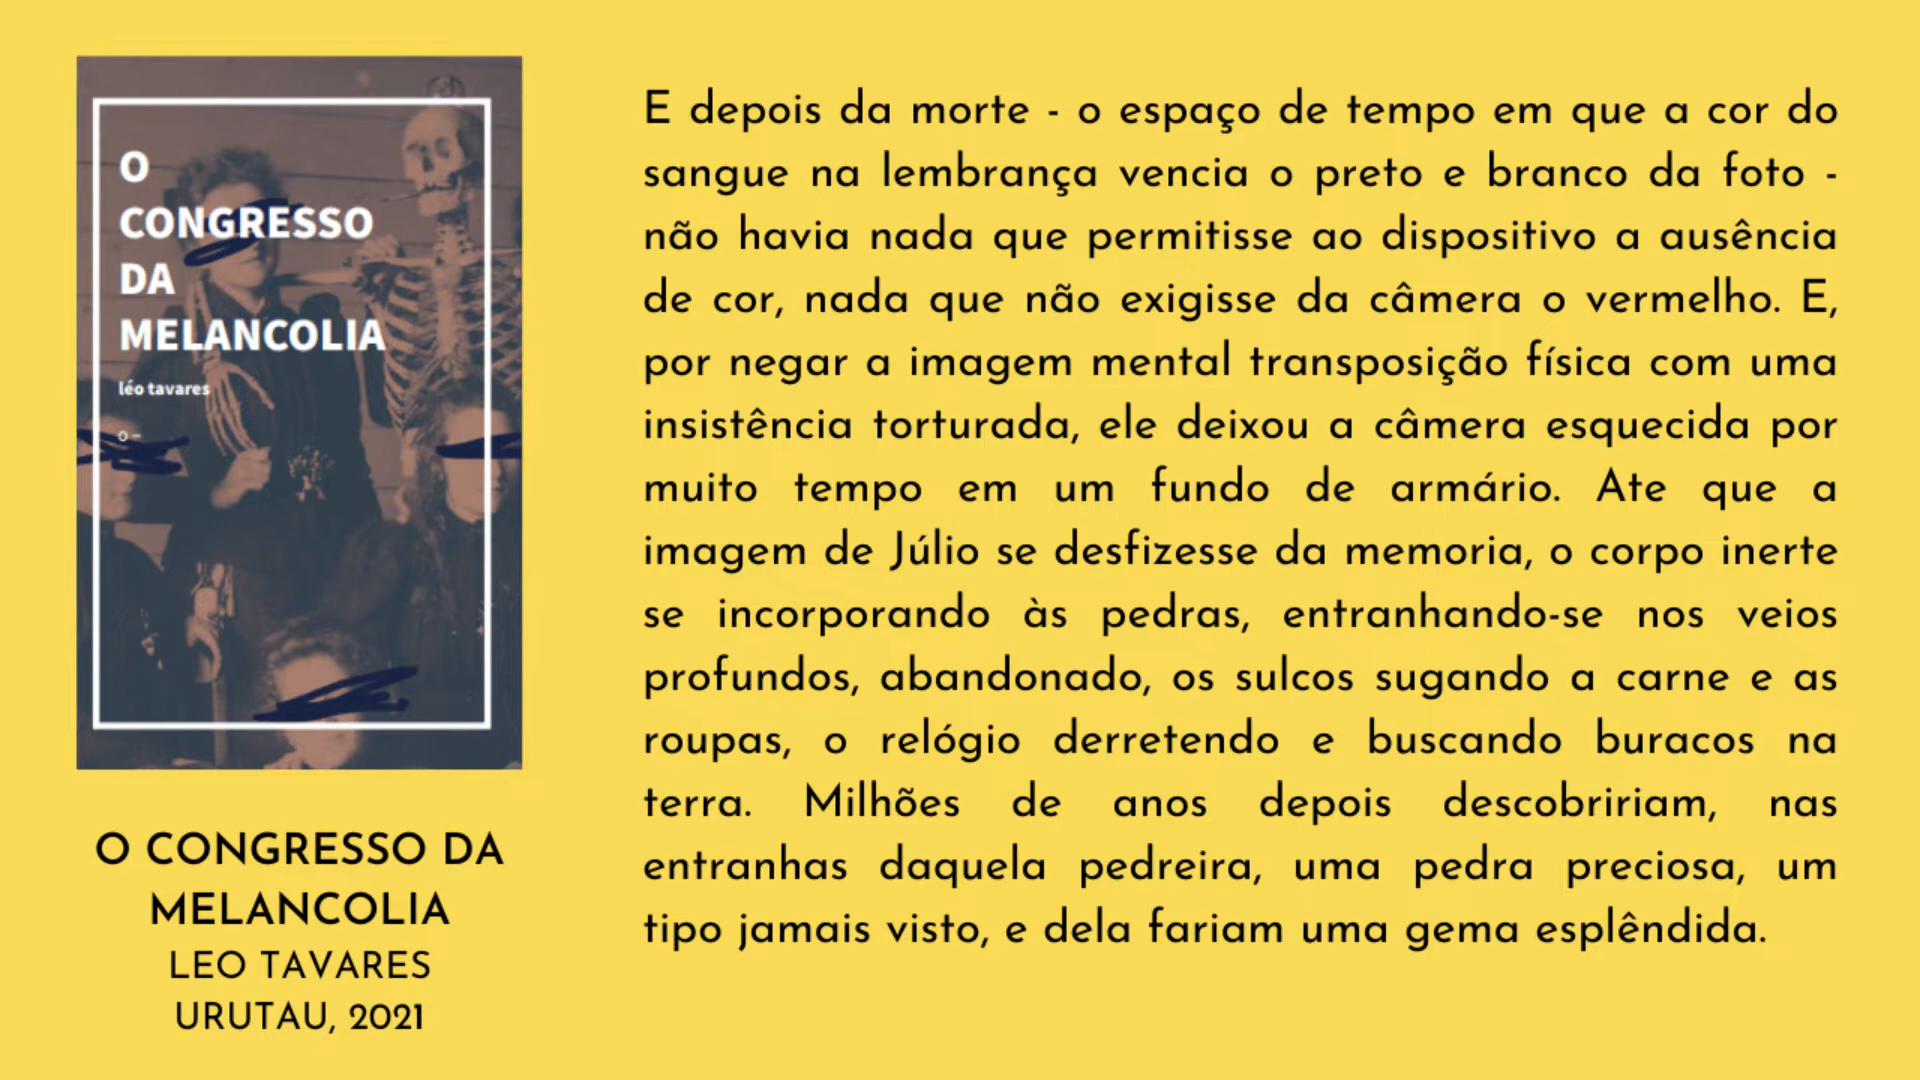 O
CONGRESSO
DA
MELANCOLIA
léo tavares
O CONGRESSO DA
MELANCOLIA
LEO TAVARES
URUTAU, 2021
E depois da morte - o espaço de tempo em que a cor do
sangue na lembrança vencia o preto e branco da foto -
não havia nada que permitisse ao dispositivo a ausência
de cor, nada que não exigisse da câmera o vermelho. E,
por negar a imagem mental transposição física com uma
insistência torturada, ele deixou a câmera esquecida por
muito tempo em um fundo de armário. Ate que a
imagem de Júlio se desfizesse da memoria, o corpo inerte
se incorporando às pedras, entranhando-se nos veios
profundos, abandonado, os sulcos sugando a carne e as
roupas, o relógio derretendo e buscando buracos na
terra. Milhões de anos depois descobririam, nas
entranhas daquela pedreira, uma pedra preciosa, um
tipo jamais visto, e dela fariam uma gema esplêndida.